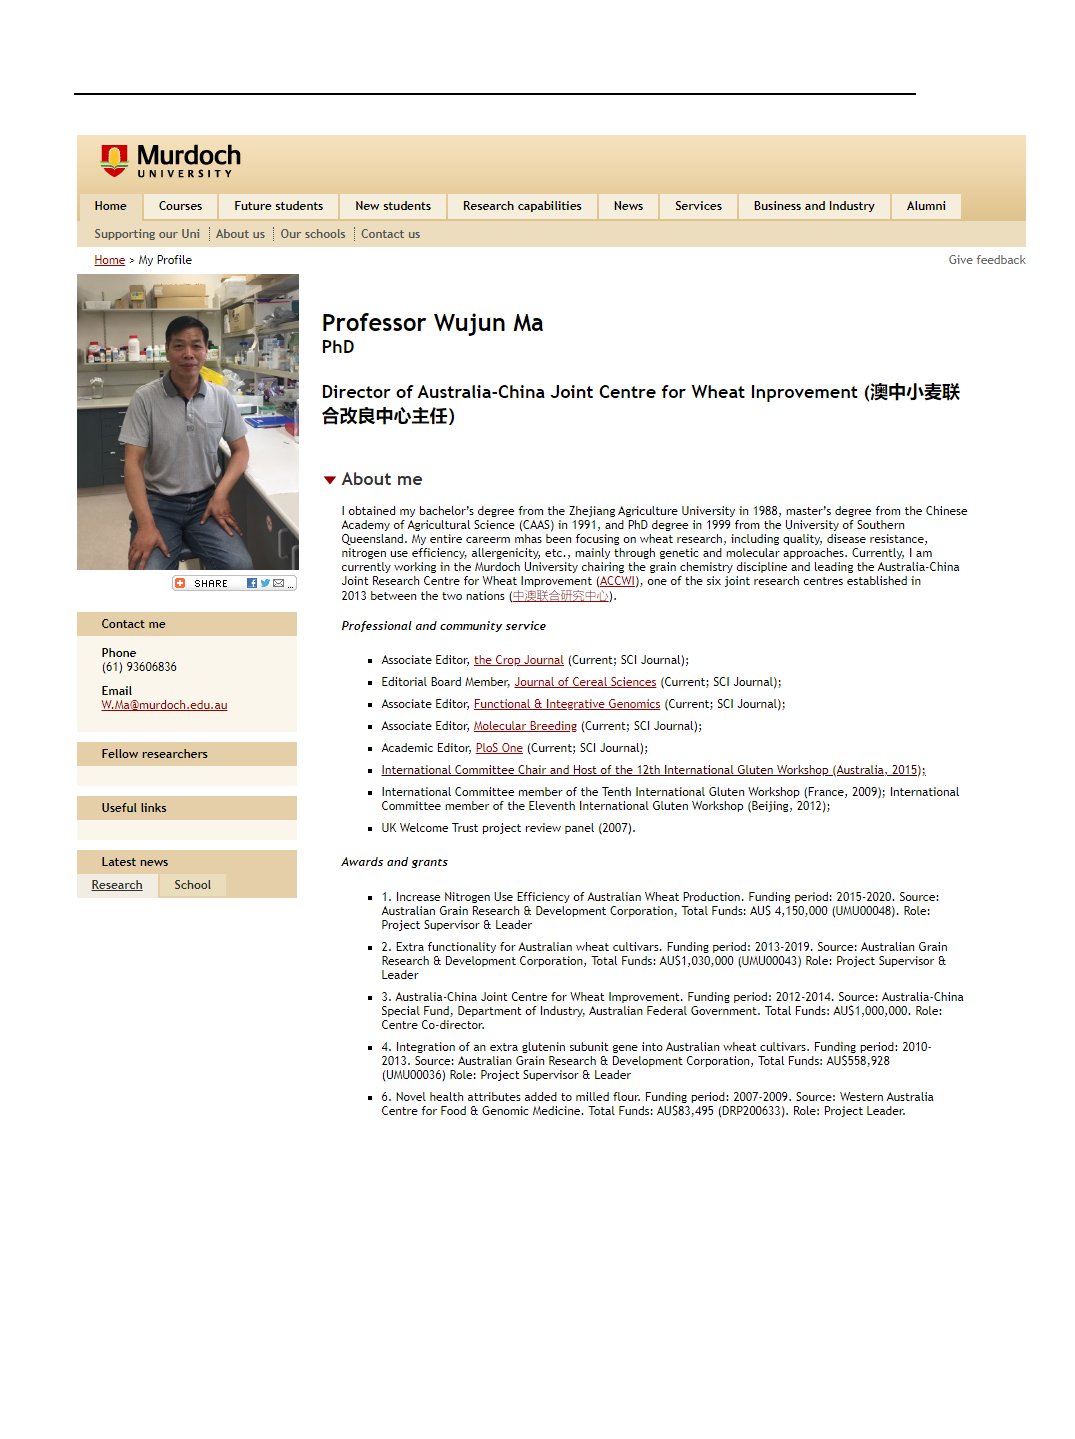 Murdoch
UNIVERSITY
Home Courses Future students New students Research capabilities News Services Business and Industry Alumni
Supporting our Uni About us Our schools Contact us
Home > My Profile
Give feedback
Professor Wujun Ma
PhD
Director of Australia-China Joint Centre for Wheat Inprovement (澳中小麦联
合改良中心主任)
About me
I obtained my bachelor's degree from the Zhejiang Agriculture University in 1988, master's degree from the Chinese
Academy of Agricultural Science (CAAS) in 1991, and PhD degree in 1999 from the University of Southern
Queensland. My entire careerm mhas been focusing on wheat research, including quality, disease resistance,
nitrogen use efficiency, allergenicity, etc., mainly through genetic and molecular approaches. Currently, I am
currently working in the Murdoch University chairing the grain chemistry discipline and leading the Australia-China
Joint Research Centre for Wheat Improvement (ACCWI), one of the six joint research centres established in
2013 between the two nations (中澳联合研究中心).
Professional and community service
Associate Editor, the Crop Journal (Current; SCI Journal);
Editorial Board Member, Journal of Cereal Sciences (Current; SCI Journal);
Associate Editor, Functional & Integrative Genomics (Current; SCI Journal);
Associate Editor, Molecular Breeding (Current; SCI Journal);
Academic Editor, PloS One (Current; SCI Journal);
International Committee Chair and Host of the 12th International Gluten Workshop (Australia, 2015);
International Committee member of the Tenth International Gluten Workshop (France, 2009); International
Committee member of the Eleventh International Gluten Workshop (Beijing, 2012);
UK Welcome Trust project review panel (2007).
Awards and grants
1. Increase Nitrogen Use Efficiency of Australian Wheat Production. Funding period: 2015-2020. Source:
Australian Grain Research & Development Corporation, Total Funds: AU$ 4,150,000 (UMU00048). Role:
Project Supervisor & Leader
2. Extra functionality for Australian wheat cultivars. Funding period: 2013-2019. Source: Australian Grain
Research & Development Corporation, Total Funds: AU$1,030,000 (UMU00043) Role: Project Supervisor &
Leader
3. Australia-China Joint Centre for Wheat Improvement. Funding period: 2012-2014. Source: Australia-China
Special Fund, Department of Industry, Australian Federal Government. Total Funds: AU$1,000,000. Role:
Centre Co-director.
4. Integration of an extra glutenin subunit gene into Australian wheat cultivars. Funding period: 2010-
2013. Source: Australian Grain Research & Development Corporation, Total Funds: AU$558,928
(UMU00036) Role: Project Supervisor & Leader
6. Novel health attributes added to milled flour. Funding period: 2007-2009. Source: Western Australia
Centre for Food & Genomic Medicine. Total Funds: AU$83,495 (DRP200633). Role: Project Leader.
SHARE ...
Contact me
Phone
(61) 93606836
Email
W.Ma@murdoch.edu.au
Fellow researchers
Useful links
Latest news
Research School